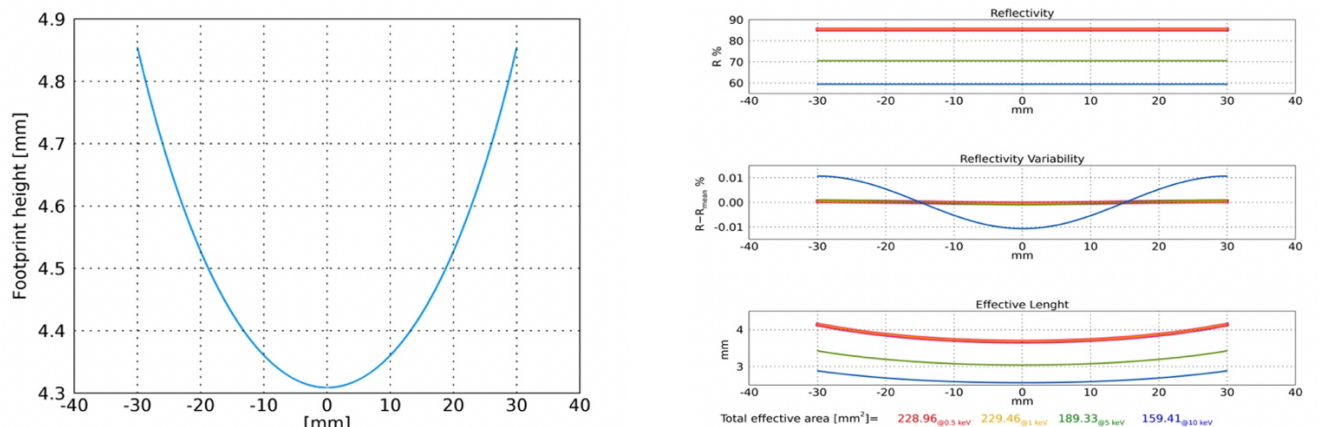 4.9
4.8
4.7
4.6
4.5
4.4
4.3
Footprint height [mm]
-40 -30 -20 -10 0 10 20 30 40
[mm]
Reflectivity
90
80
70
60
R %
-40 -30 -20 -10 0 10 20 30 40
mm
Reflectivity Variability
0.01
0.00
-0.01
R−Rmean %
-40 -30 -20 -10 0 10 20 30 40
mm
Effective Lenght
4
3
mm
-40 -30 -20 -10 0 10 20 30 40
mm
Total effective area [mm²]= 228.96@0.5 keV 229.46@1 keV 189.33@5 keV 159.41@10 keV